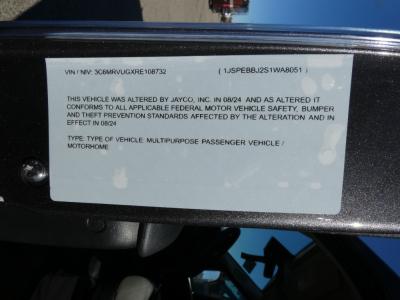 VIN / NIV: 3C6MRVUGXRE108732 ( 1JSPEBBJ2S1WA8051 )
THIS VEHICLE WAS ALTERED BY JAYCO, INC. IN 08/24 AND AS ALTERED IT
CONFORMS TO ALL APPLICABLE FEDERAL MOTOR VEHICLE SAFETY, BUMPER
AND THEFT PREVENTION STANDARDS AFFECTED BY THE ALTERATION AND IN
EFFECT IN 08/24
TYPE: TYPE OF VEHICLE: MULTIPURPOSE PASSENGER VEHICLE /
MOTORHOME